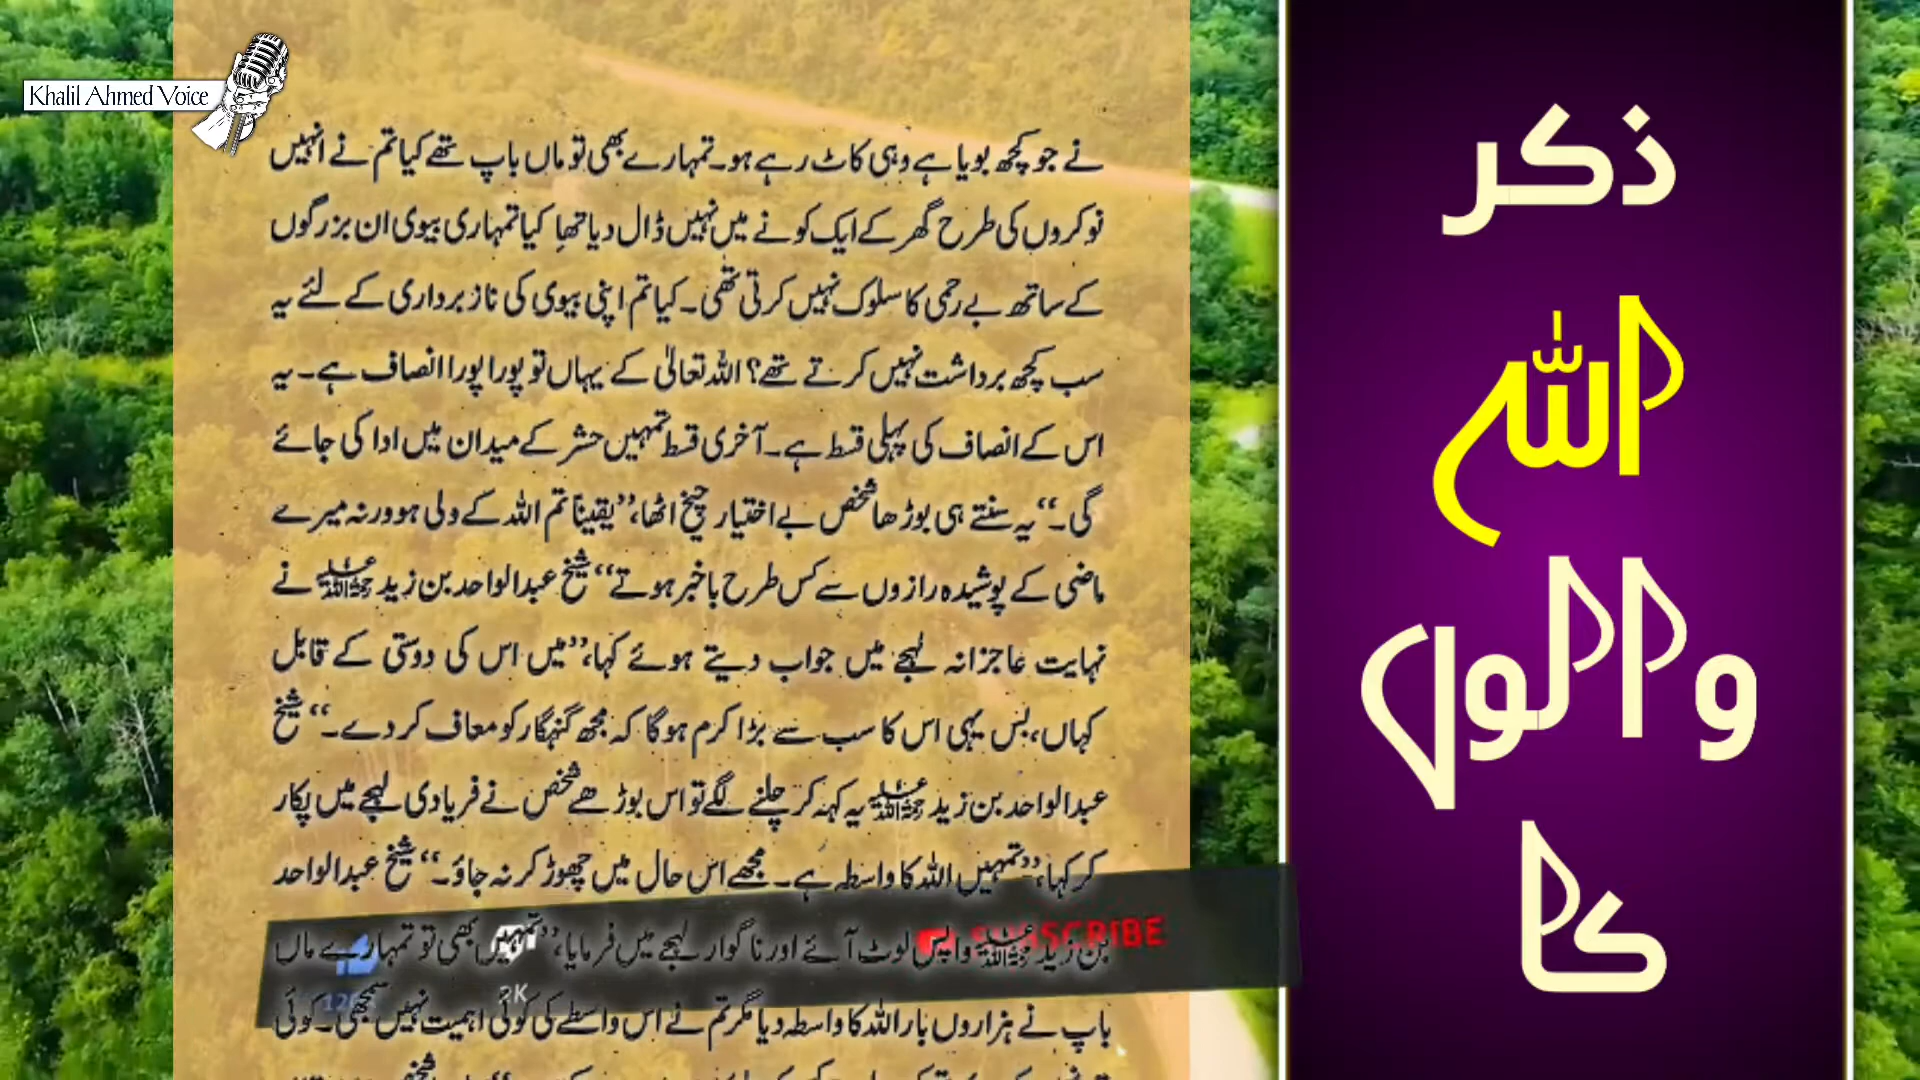 Khalil Ahmed Voice
نے جو کچھ بویا ہے وہی کاٹ رہے ہو۔ تمہارے بھی تو ماں باپ تھے کیا تم نے انہیں
نوکروں کی طرح گھر کے ایک کونے میں نہیں ڈال دیا تھا کیا تمہاری بیوی ان بزرگوں
کے ساتھ بے رحمی کا سلوک نہیں کرتی تھی۔ کیا تم اپنی بیوی کی ناز برداری کے لئے یہ
سب کچھ برداشت نہیں کرتے تھے؟ اللہ تعالیٰ کے یہاں تو پورا پورا انصاف ہے۔ یہ
اس کے انصاف کی پہلی قسط ہے۔ آخری قسط تمہیں حشر کے میدان میں ادا کی جائے
گی۔“ یہ سنتے ہی بوڑھا شخص بے اختیار چیخ اٹھا، ”یقیناً تم اللہ کے ولی ہو ورنہ میرے
ماضی کے پوشیدہ رازوں سے کس طرح باخبر ہوتے“ شیخ عبدالواحد بن زید رحمۃ اللہ علیہ نے
نہایت عاجزانہ لہجے میں جواب دیتے ہوئے کہا، ”میں اس کی دوستی کے قابل
کہاں، بس یہی اس کا سب سے بڑا کرم ہوگا کہ مجھ گنہگار کو معاف کر دے۔“ شیخ
عبدالواحد بن زید رحمۃ اللہ علیہ یہ کہہ کر چلنے لگے تو اس بوڑھے شخص نے فریادی لہجے میں پکار
کر کہا، ”تمہیں اللہ کا واسطہ ہے۔ مجھے اس حال میں چھوڑ کر نہ جاؤ۔“ شیخ عبدالواحد
بن زید رحمۃ اللہ علیہ واپس لوٹ آئے اور ناگوار لہجے میں فرمایا، ”تمہیں بھی تو تمہارے ماں
باپ نے ہزاروں بار اللہ کا واسطہ دیا مگر تم نے اس واسطے کی کوئی اہمیت نہیں سمجھی۔ کوئی
SUBSCRIBE
ذکر
اللہ
والوں
کا